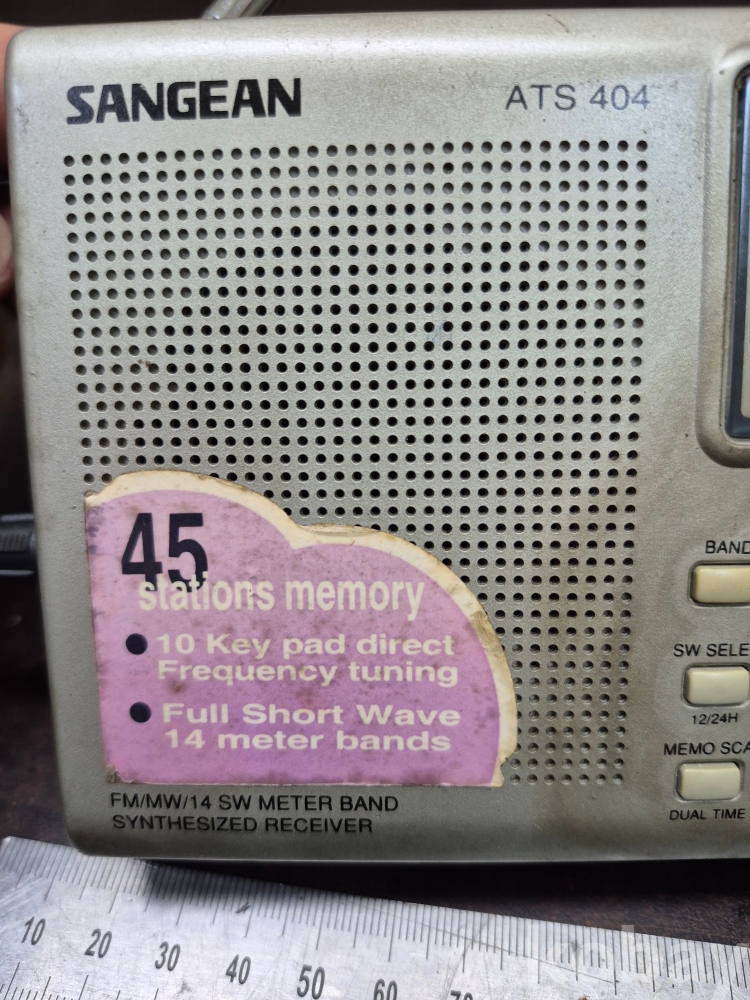 SANGEAN
ATS 404
45
stations memory
10 Key pad direct
Frequency tuning
Full Short Wave
14 meter bands
FM/MW/14 SW METER BAND
SYNTHESIZED RECEIVER
BAND
SW SELE
12/24H
MEMO SCA
DUAL TIME
10 20 30 40 50 60 70